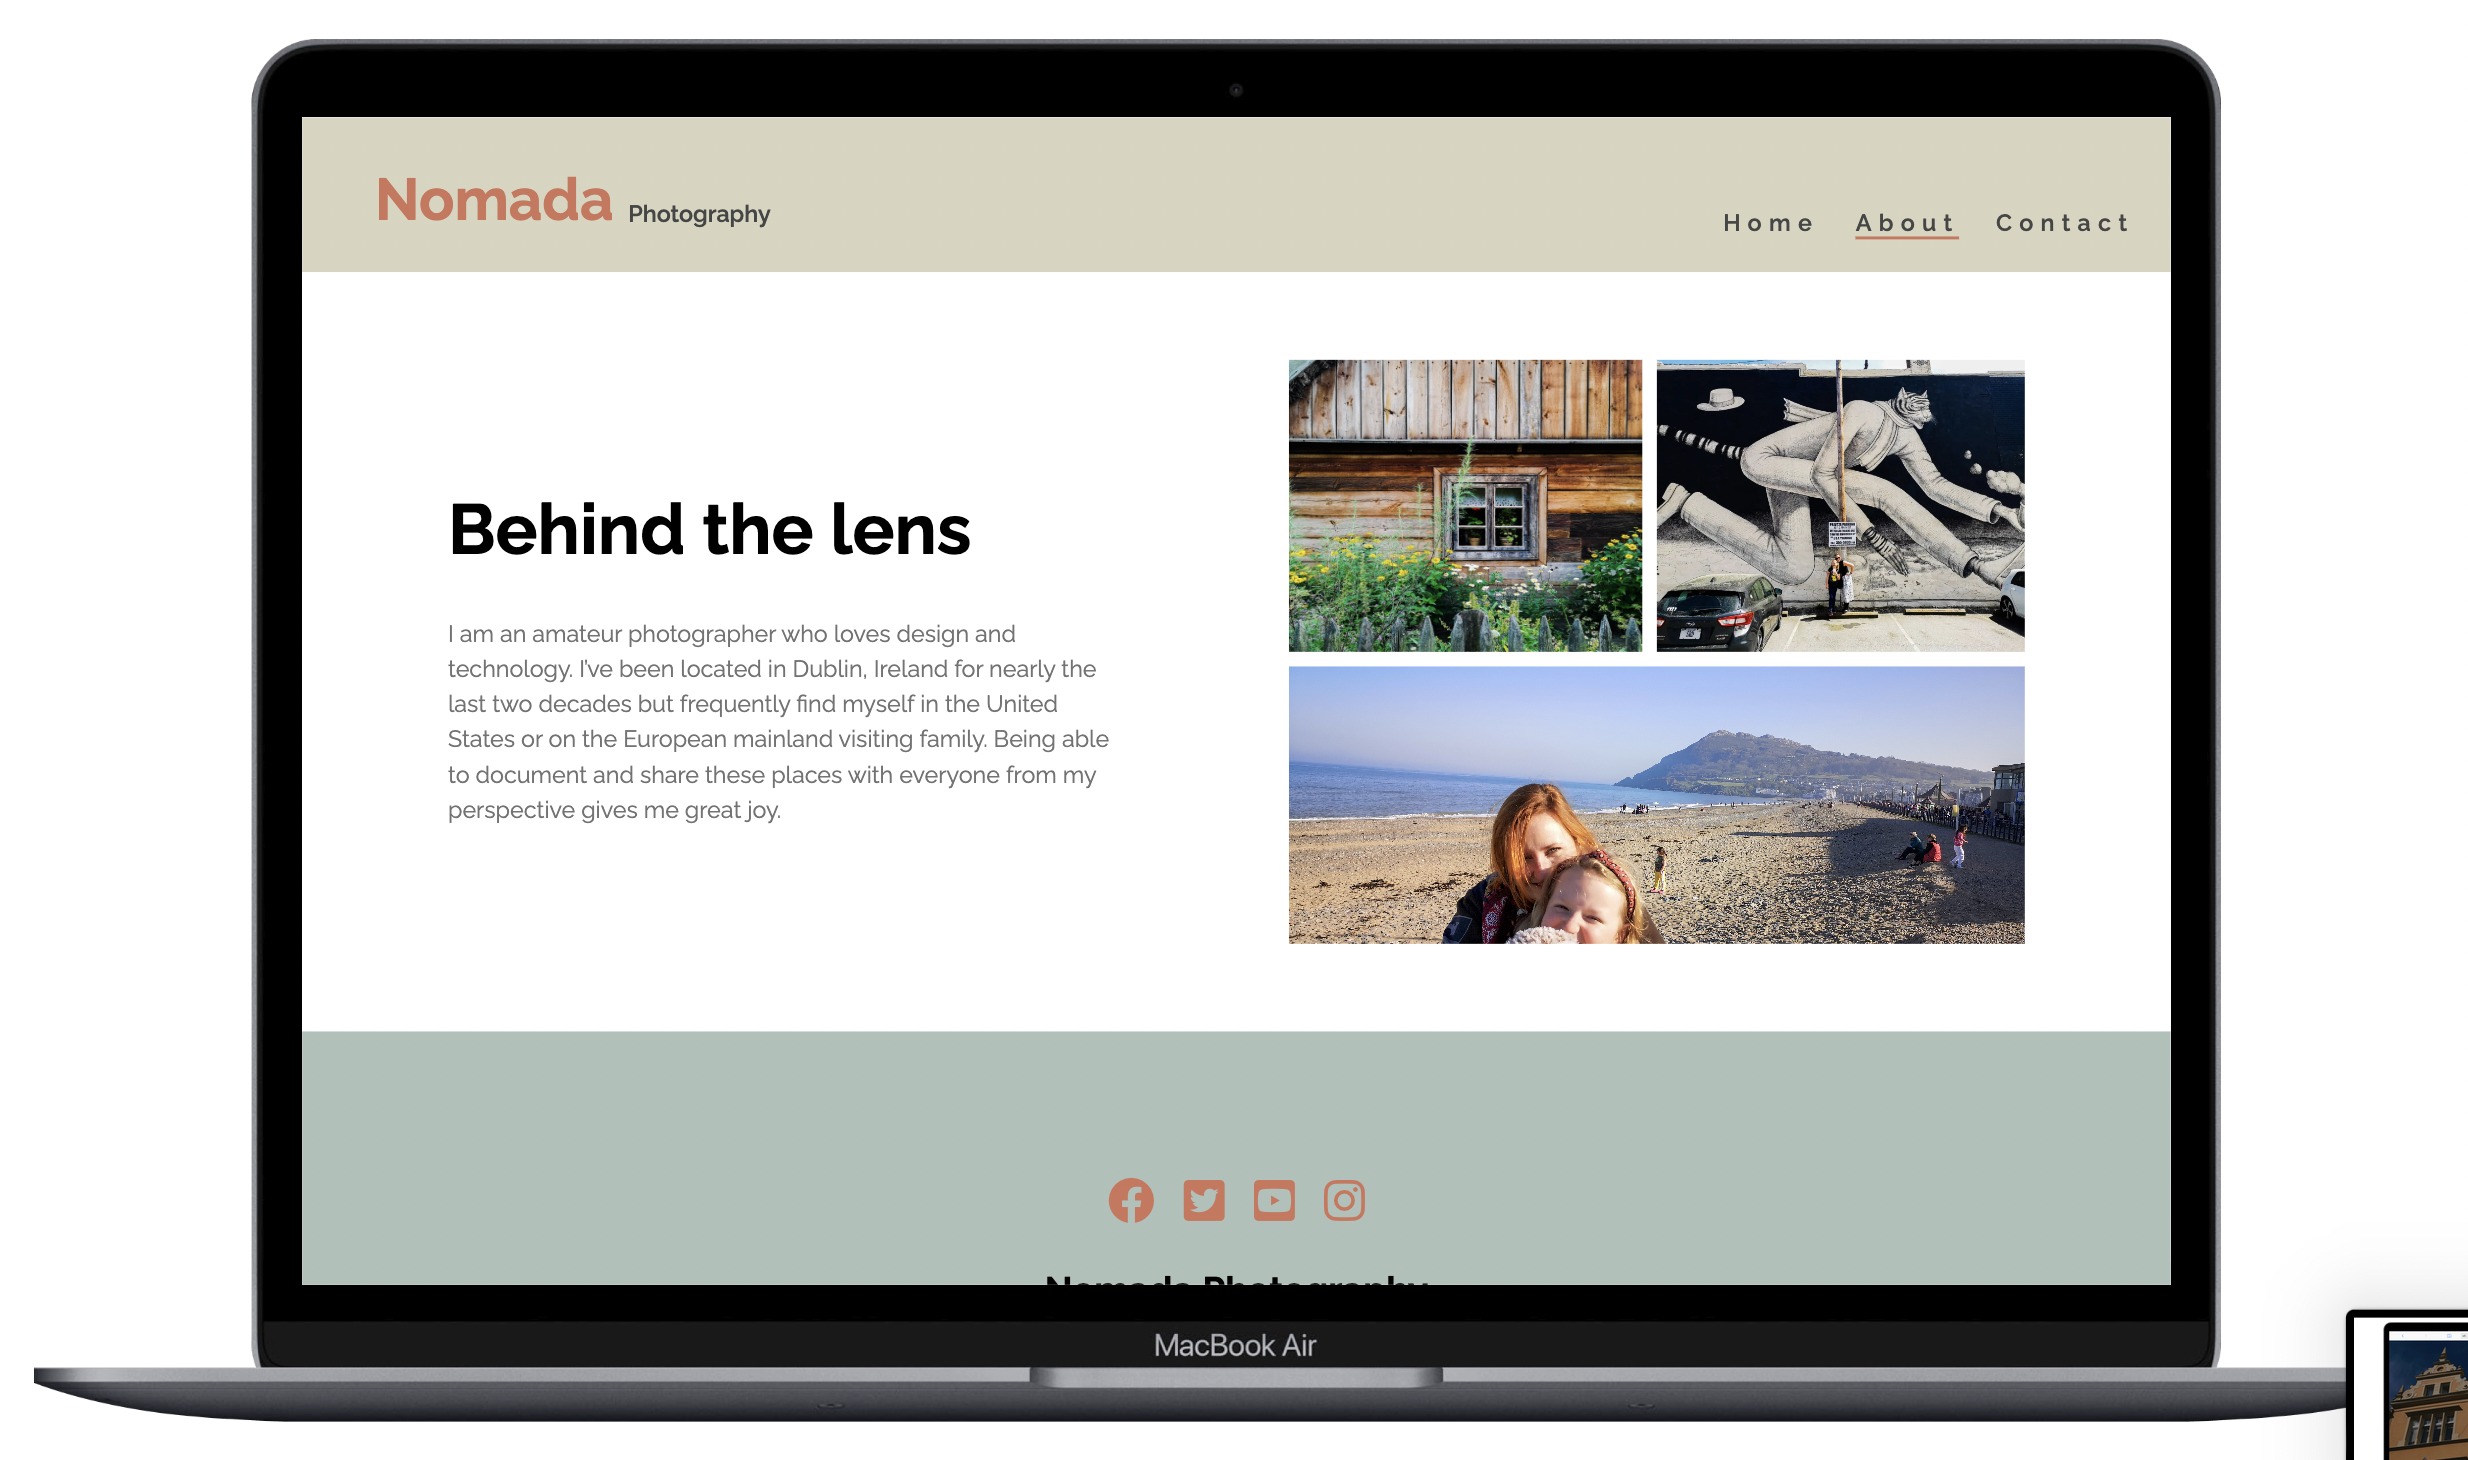 Nomada Photography
Home About Contact
Behind the lens
I am an amateur photographer who loves design and
technology. I've been located in Dublin, Ireland for nearly the
last two decades but frequently find myself in the United
States or on the European mainland visiting family. Being able
to document and share these places with everyone from my
perspective gives me great joy.
Nomada Photography
MacBook Air